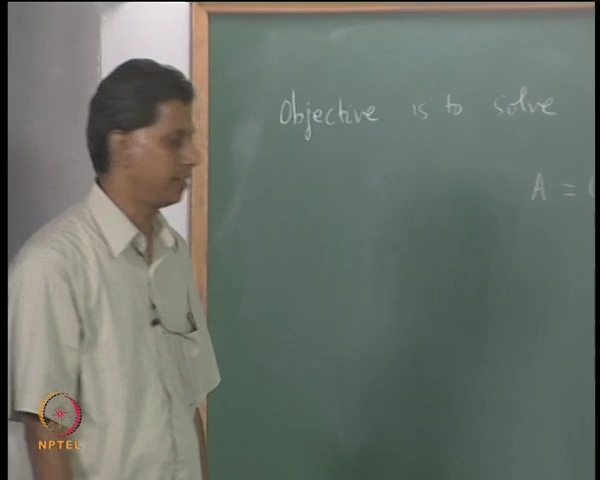 Objective is to solve
A = (
NPTEL